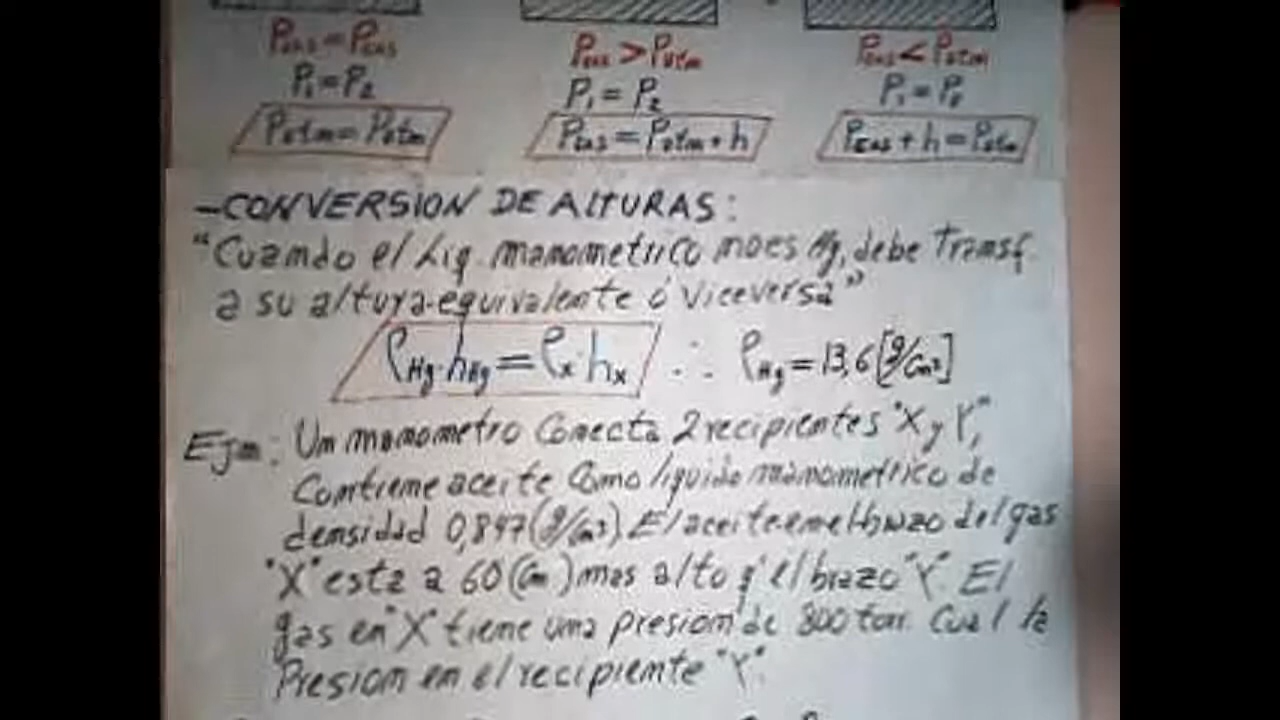 Pgas = Pgas Pgas > Patm Pgas < Patm
P1 = P2 P1 = P2 P1 = P2
Patm = Patm Pgas = Patm + h Pgas + h = Patm
- CONVERSION DE ALTURAS:
"Cuando el Liq. manometrico no es Hg, debe Transf.
a su altura equivalente ó viceversa"
ρHg·hHg = ρx·hx ∴ ρHg = 13,6 [g/cm³]
Ejm: Un manometro Conecta 2 recipientes "X y Y",
Contiene aceite Como liquido manometrico de
densidad 0,847 (g/cm³). El aceite en el brazo del gas
"X" esta a 60 (cm) mas alto q' el brazo "Y". El
gas en "X" tiene una presion de 800 torr. Cual la
Presion en el recipiente "Y".